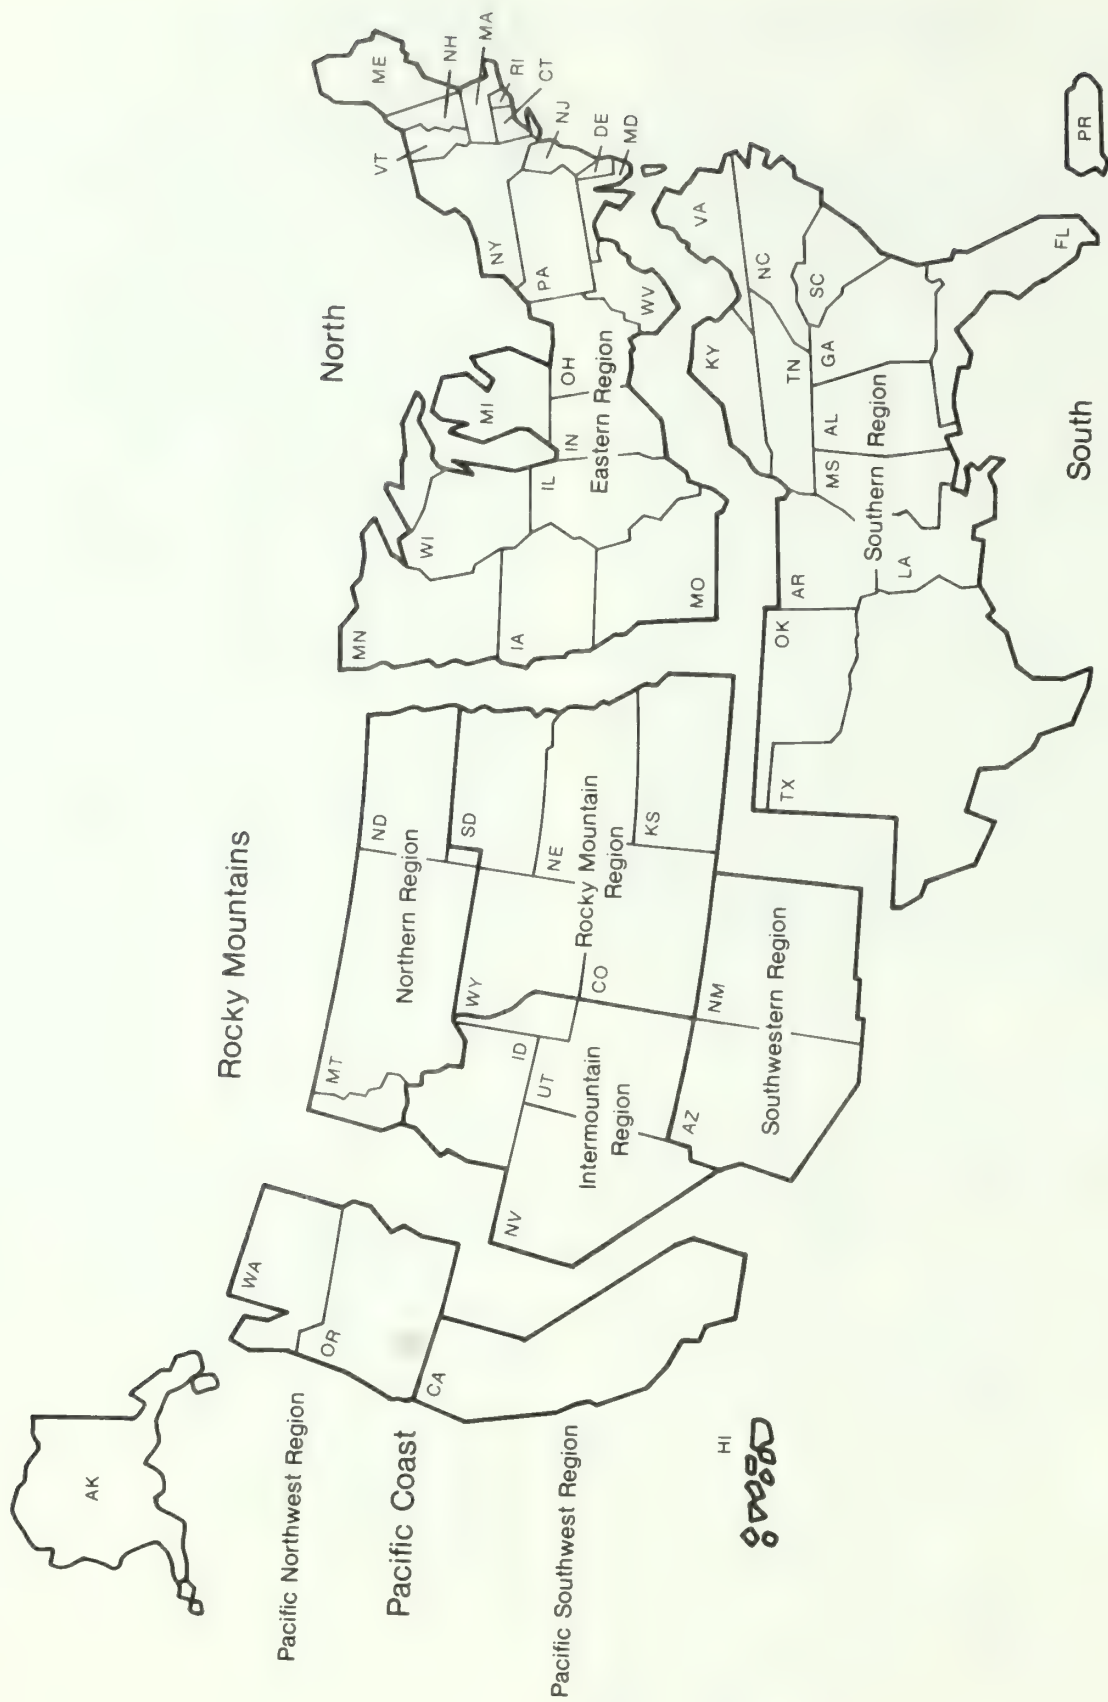 AK
Pacific Northwest Region
Pacific Coast
Pacific Southwest Region
HI
WA
OR
CA
Rocky Mountains
MT
ND
Northern Region
ID
WY
SD
NE
Rocky Mountain
Region
KS
CO
NV
UT
Intermountain
Region
AZ
NM
Southwestern Region
North
MN
WI
MI
IA
IL
IN
OH
Eastern Region
MO
WV
PA
NY
VT
ME
NH
MA
RI
CT
NJ
DE
MD
KY
VA
TN
NC
SC
GA
AL
MS
Southern Region
AR
LA
OK
TX
FL
South
PR